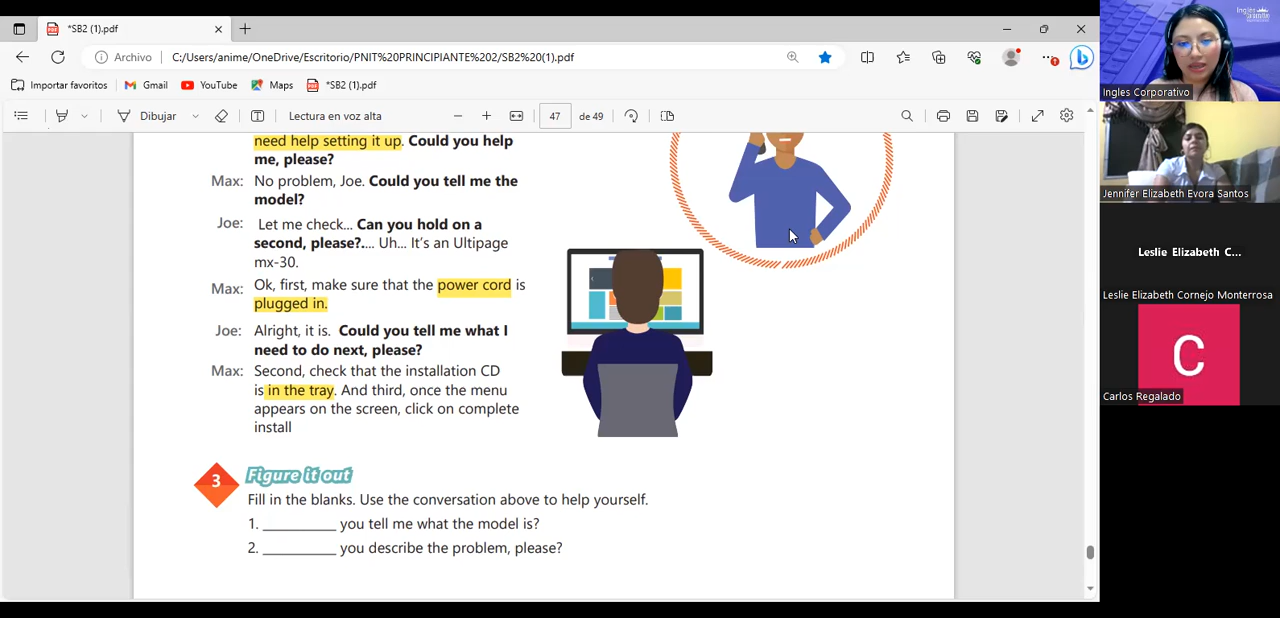 *SB2 (1).pdf
Archivo
C:/Users/anime/OneDrive/Escritorio/PNIT%20PRINCIPIANTE%202/SB2%20(1).pdf
Importar favoritos
Gmail
YouTube
Maps
*SB2 (1).pdf
Dibujar
Lectura en voz alta
47
de 49
need help setting it up. Could you help
me, please?
Max: No problem, Joe. Could you tell me the
model?
Joe: Let me check... Can you hold on a
second, please?.... Uh... It's an Ultipage
mx-30.
Max: Ok, first, make sure that the power cord is
plugged in.
Joe: Alright, it is. Could you tell me what I
need to do next, please?
Max: Second, check that the installation CD
is in the tray. And third, once the menu
appears on the screen, click on complete
install
3 Figure it out
Fill in the blanks. Use the conversation above to help yourself.
1. __________ you tell me what the model is?
2. __________ you describe the problem, please?
Ingles Corporativo
Jennifer Elizabeth Evora Santos
Leslie Elizabeth C...
Leslie Elizabeth Cornejo Monterrosa
C
Carlos Regalado